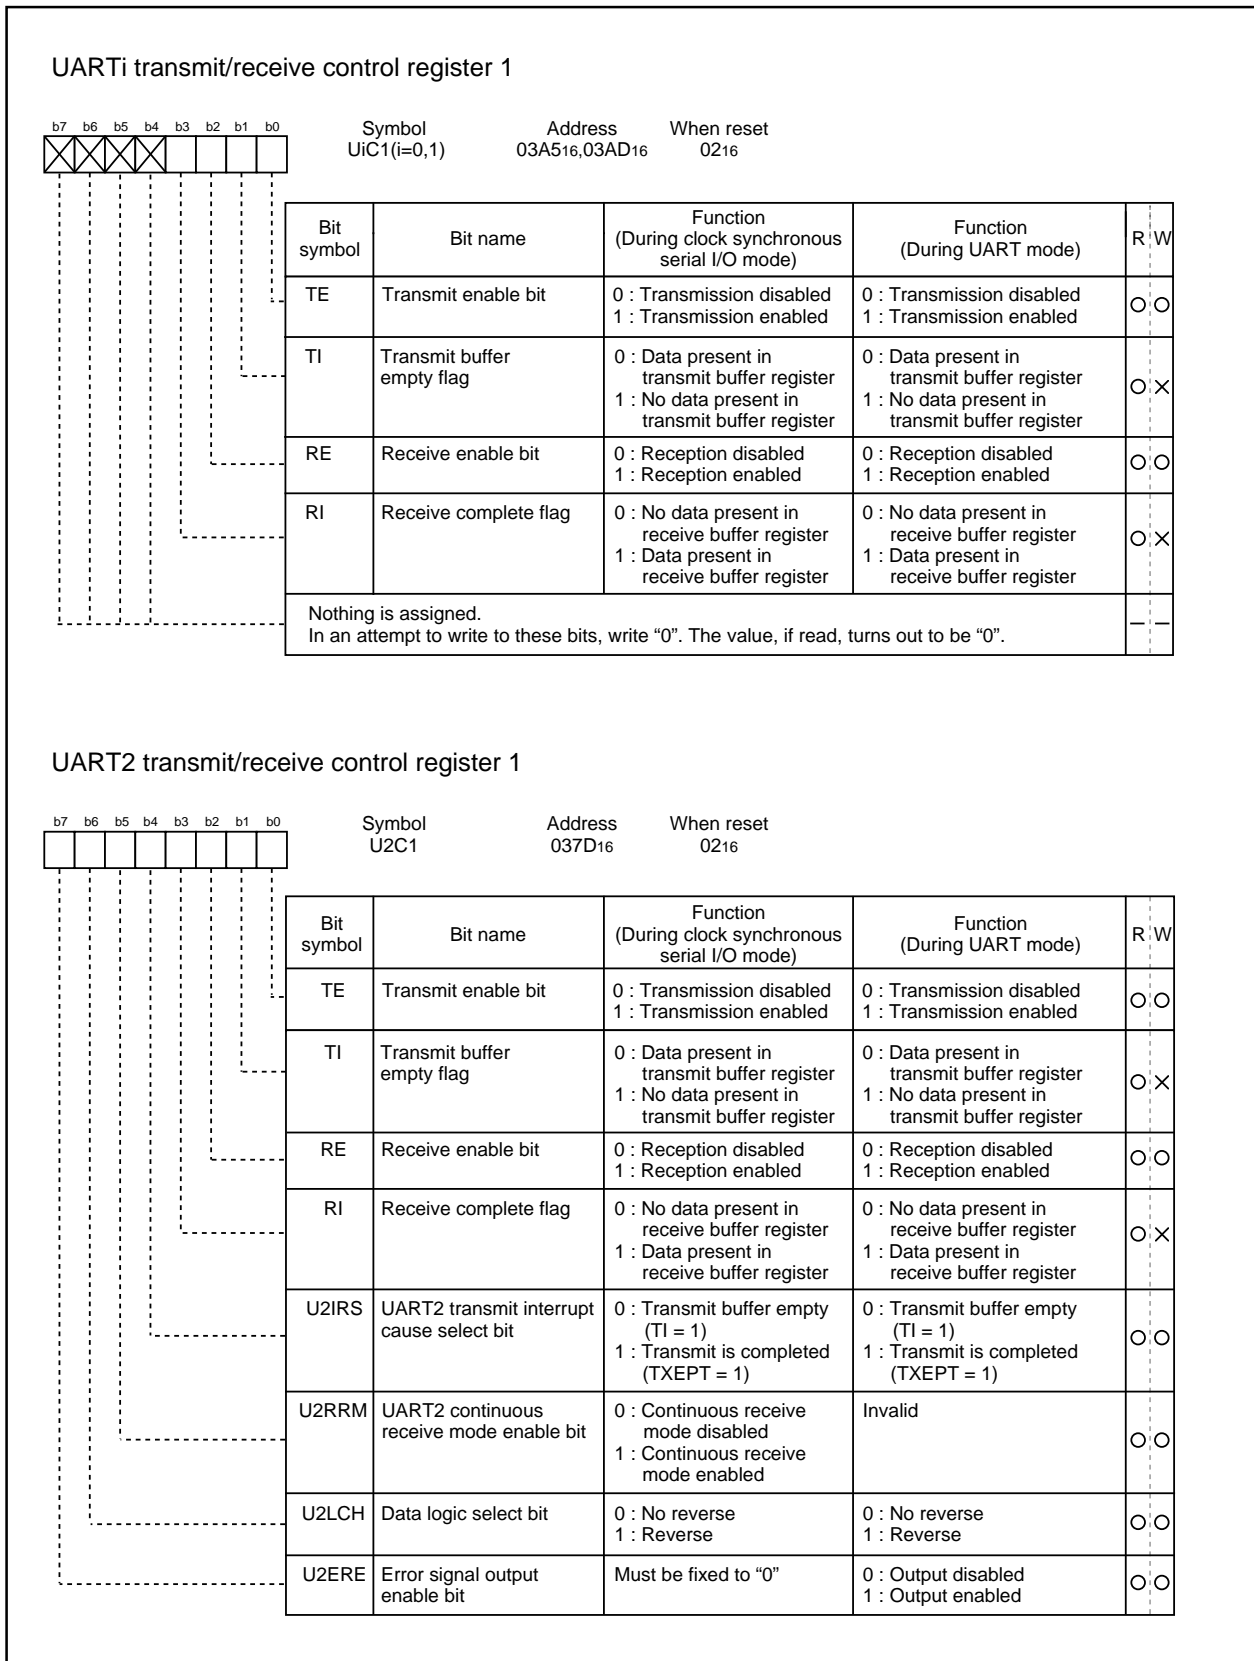 UARTi transmit/receive control register 1
b7 b6 b5 b4 b3 b2 b1 b0
Symbol Address When reset
UiC1(i=0,1) 03A516,03AD16 0216
Bit symbol Bit name Function (During clock synchronous serial I/O mode) Function (During UART mode) R W
TE Transmit enable bit
0 : Transmission disabled
1 : Transmission enabled
0 : Transmission disabled
1 : Transmission enabled
TI Transmit buffer empty flag
0 : Data present in
transmit buffer register
1 : No data present in
transmit buffer register
0 : Data present in
transmit buffer register
1 : No data present in
transmit buffer register
RE Receive enable bit
0 : Reception disabled
1 : Reception enabled
0 : Reception disabled
1 : Reception enabled
RI Receive complete flag
0 : No data present in
receive buffer register
1 : Data present in
receive buffer register
0 : No data present in
receive buffer register
1 : Data present in
receive buffer register
Nothing is assigned.
In an attempt to write to these bits, write “0”. The value, if read, turns out to be “0”.
UART2 transmit/receive control register 1
b7 b6 b5 b4 b3 b2 b1 b0
Symbol Address When reset
U2C1 037D16 0216
Bit symbol Bit name Function (During clock synchronous serial I/O mode) Function (During UART mode) R W
TE Transmit enable bit
0 : Transmission disabled
1 : Transmission enabled
0 : Transmission disabled
1 : Transmission enabled
TI Transmit buffer empty flag
0 : Data present in
transmit buffer register
1 : No data present in
transmit buffer register
0 : Data present in
transmit buffer register
1 : No data present in
transmit buffer register
RE Receive enable bit
0 : Reception disabled
1 : Reception enabled
0 : Reception disabled
1 : Reception enabled
RI Receive complete flag
0 : No data present in
receive buffer register
1 : Data present in
receive buffer register
0 : No data present in
receive buffer register
1 : Data present in
receive buffer register
U2IRS UART2 transmit interrupt cause select bit
0 : Transmit buffer empty
(TI = 1)
1 : Transmit is completed
(TXEPT = 1)
0 : Transmit buffer empty
(TI = 1)
1 : Transmit is completed
(TXEPT = 1)
U2RRM UART2 continuous receive mode enable bit
0 : Continuous receive
mode disabled
1 : Continuous receive
mode enabled
Invalid
U2LCH Data logic select bit
0 : No reverse
1 : Reverse
0 : No reverse
1 : Reverse
U2ERE Error signal output enable bit
Must be fixed to “0”
0 : Output disabled
1 : Output enabled